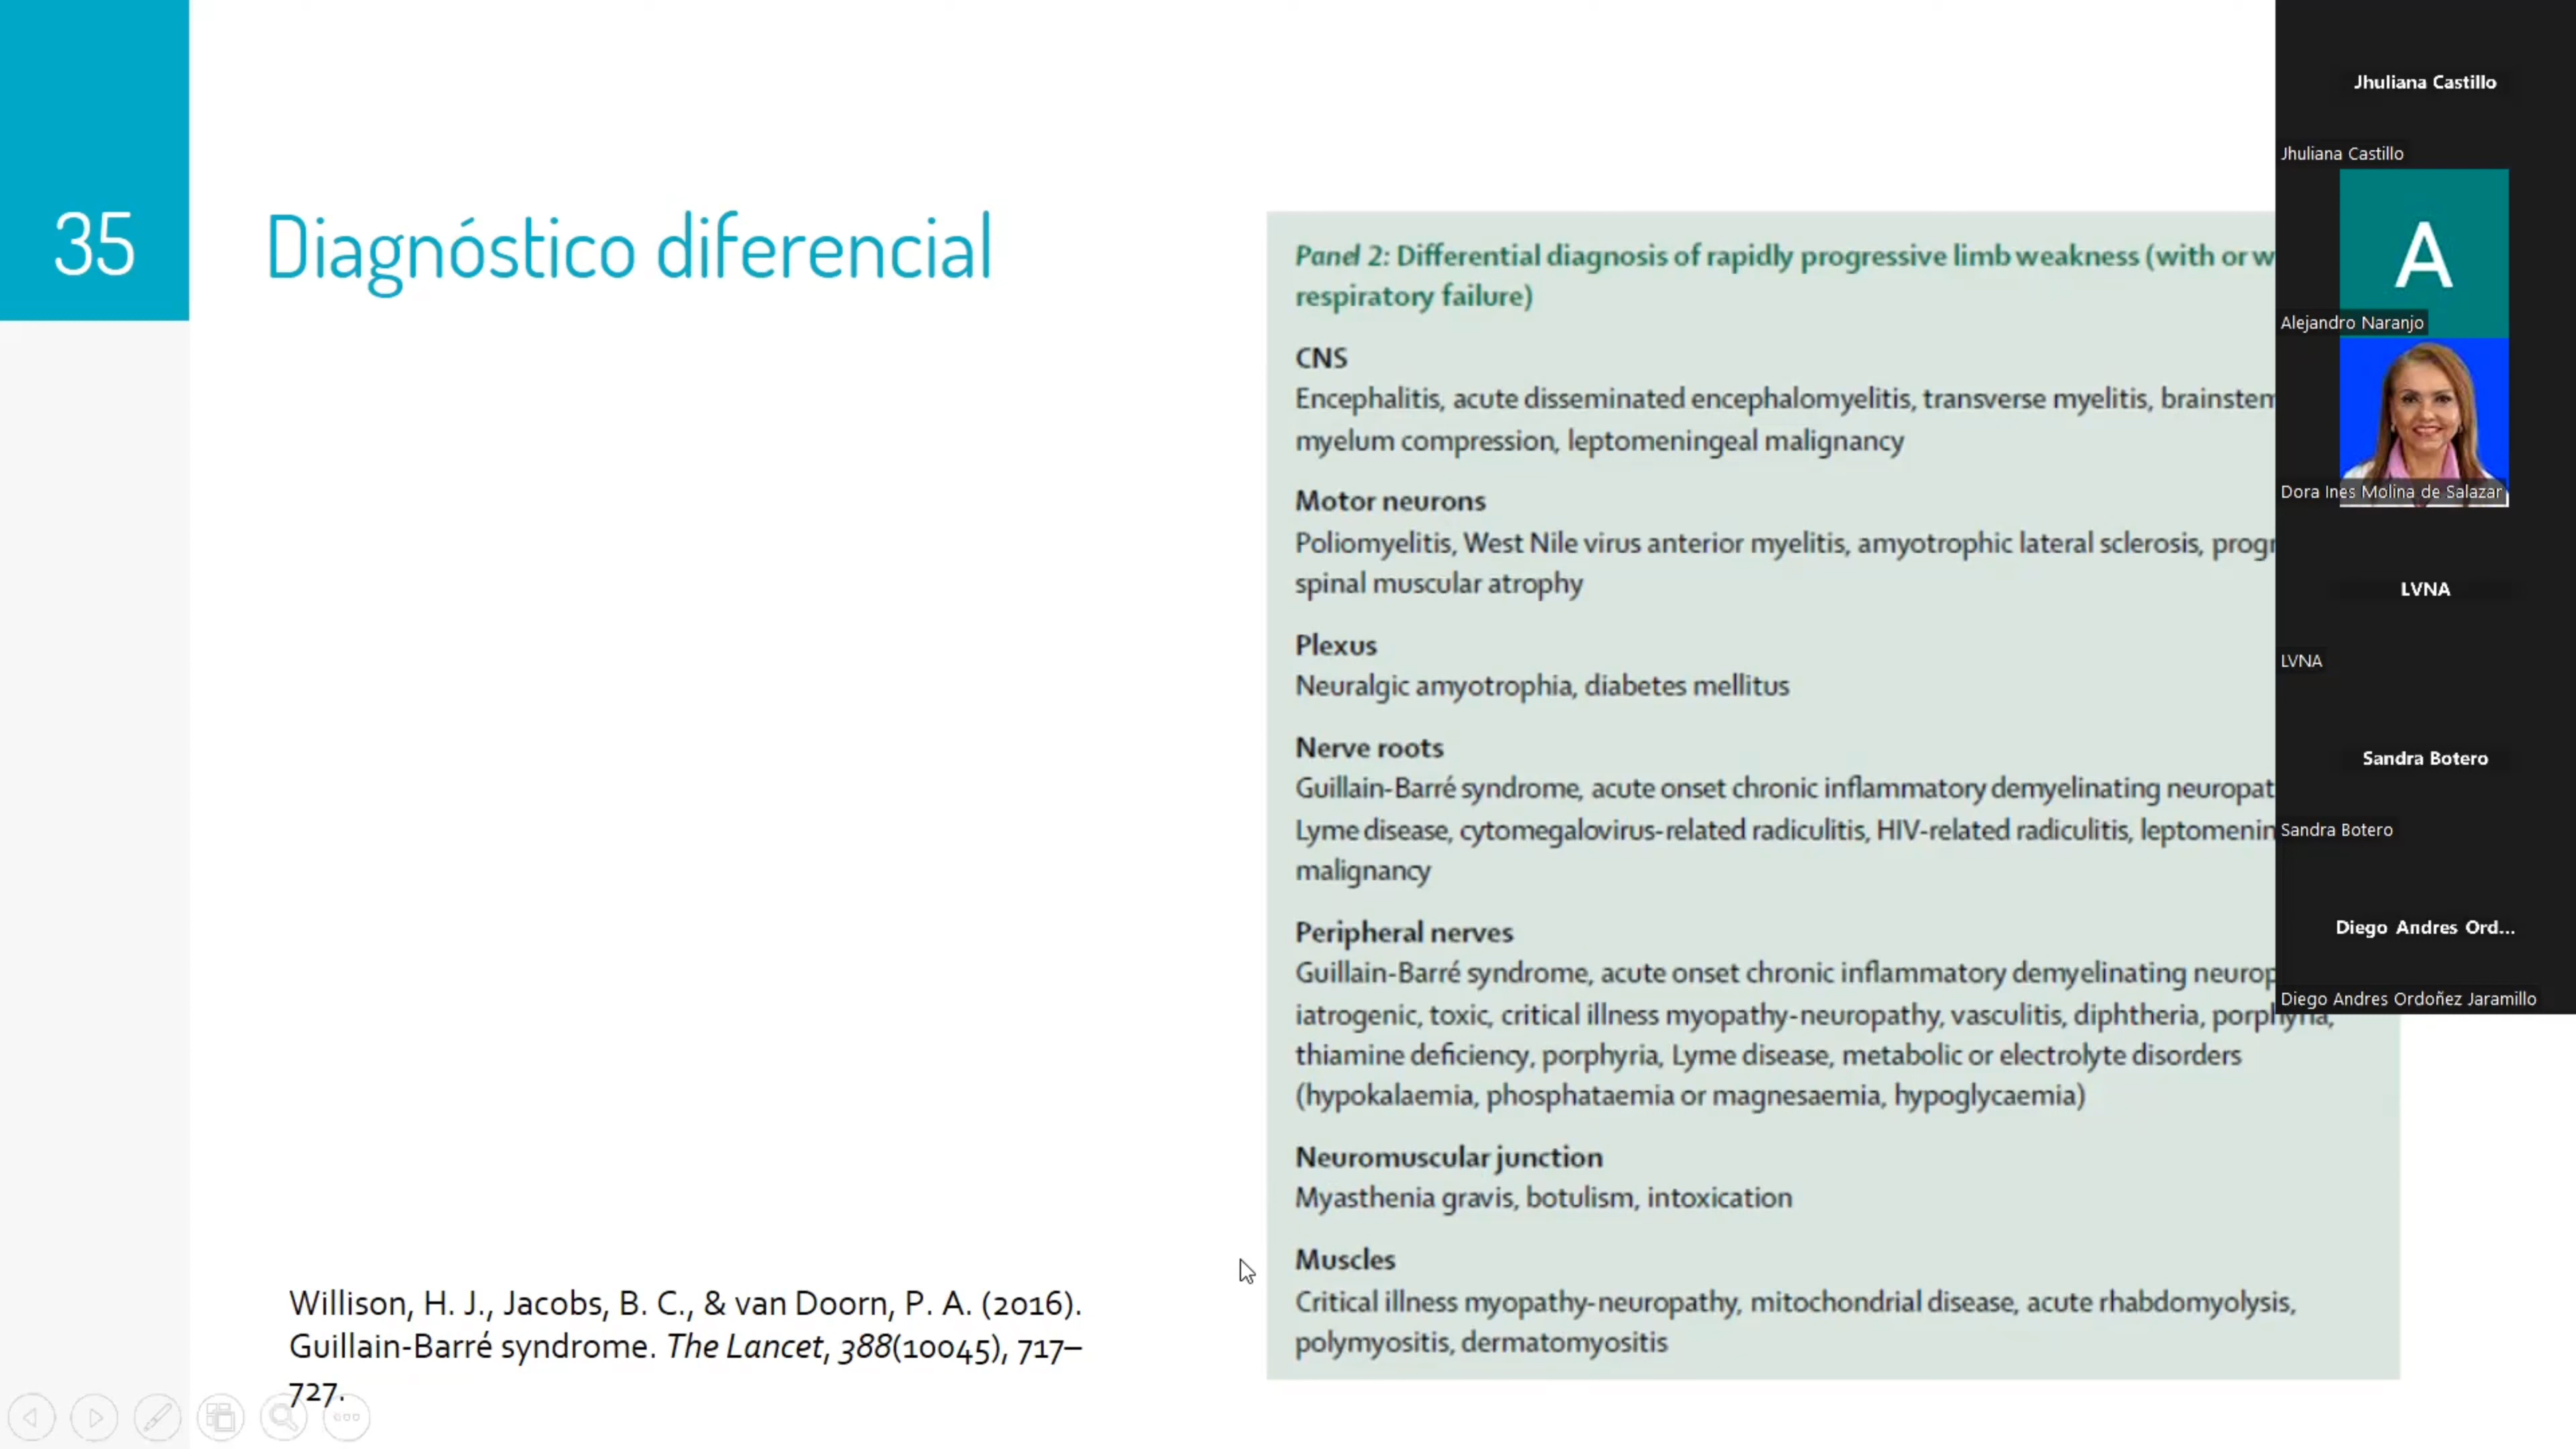 35
Diagnóstico diferencial
Panel 2: Differential diagnosis of rapidly progressive limb weakness (with or
respiratory failure)
CNS
Encephalitis, acute disseminated encephalomyelitis, transverse myelitis, brainstem
myelum compression, leptomeningeal malignancy
Motor neurons
Poliomyelitis, West Nile virus anterior myelitis, amyotrophic lateral sclerosis,
spinal muscular atrophy
Plexus
Neuralgic amyotrophia, diabetes mellitus
Nerve roots
Guillain-Barré syndrome, acute onset chronic inflammatory demyelinating
Lyme disease, cytomegalovirus-related radiculitis, HIV-related radiculitis,
malignancy
Peripheral nerves
Guillain-Barré syndrome, acute onset chronic inflammatory demyelinating
iatrogenic, toxic, critical illness myopathy-neuropathy, vasculitis, diphtheria, porphyria,
thiamine deficiency, porphyria, Lyme disease, metabolic or electrolyte disorders
(hypokalaemia, phosphataemia or magnesaemia, hypoglycaemia)
Neuromuscular junction
Myasthenia gravis, botulism, intoxication
Muscles
Critical illness myopathy-neuropathy, mitochondrial disease, acute rhabdomyolysis,
polymyositis, dermatomyositis
Willison, H. J., Jacobs, B. C., & van Doorn, P. A. (2016).
Guillain-Barré syndrome. The Lancet, 388(10045), 717–
727.
Jhuliana Castillo
Jhuliana Castillo
A
Alejandro Naranjo
Dora Ines Molina de Salazar
LVNA
LVNA
Sandra Botero
Sandra Botero
Diego Andres Ord...
Diego Andres Ordoñez Jaramillo